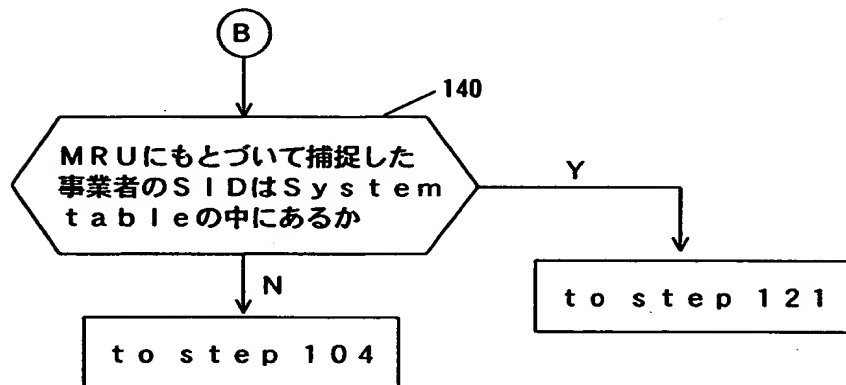 B
140
MRUにもとづいて捕捉した
事業者のSIDはSystem
tableの中にあるか
Y
N
to step 121
to step 104